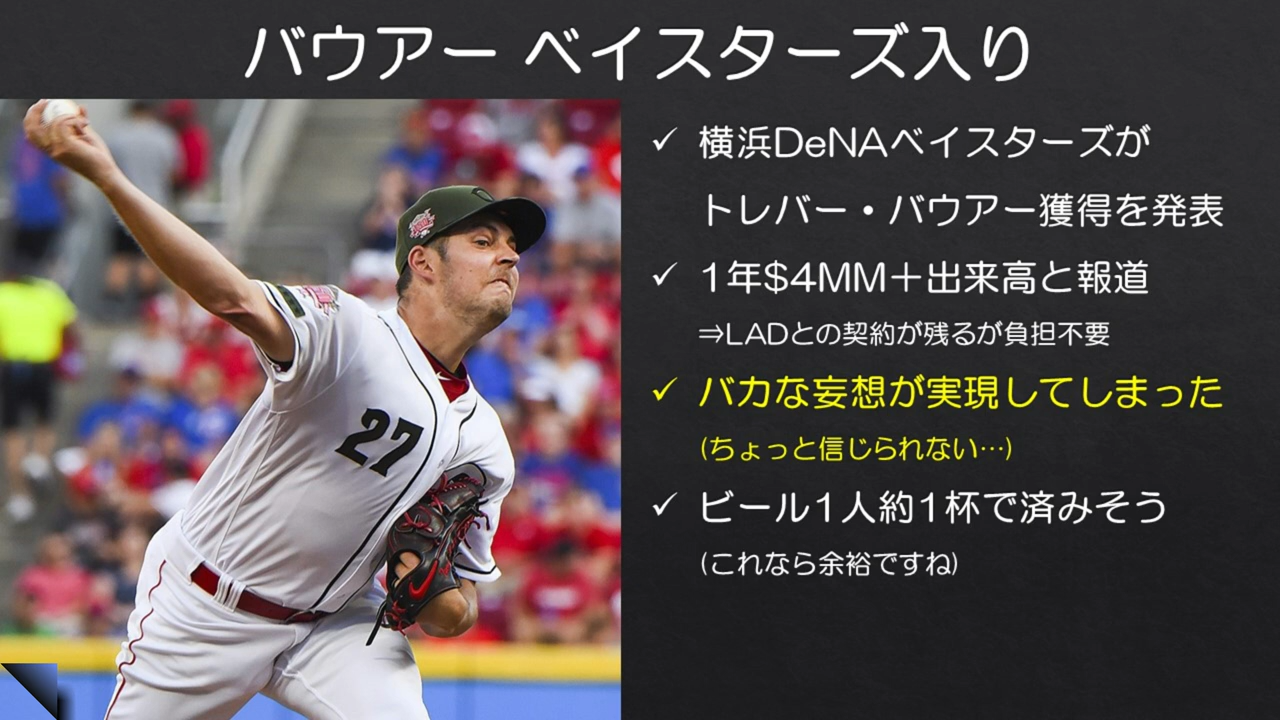 バウアー ベイスターズ入り
✓ 横浜DeNAベイスターズが
トレバー・バウアー獲得を発表
✓ 1年$4MM＋出来高と報道
⇒LADとの契約が残るが負担不要
✓ バカな妄想が実現してしまった
(ちょっと信じられない…)
✓ ビール1人約1杯で済みそう
(これなら余裕ですね)
27